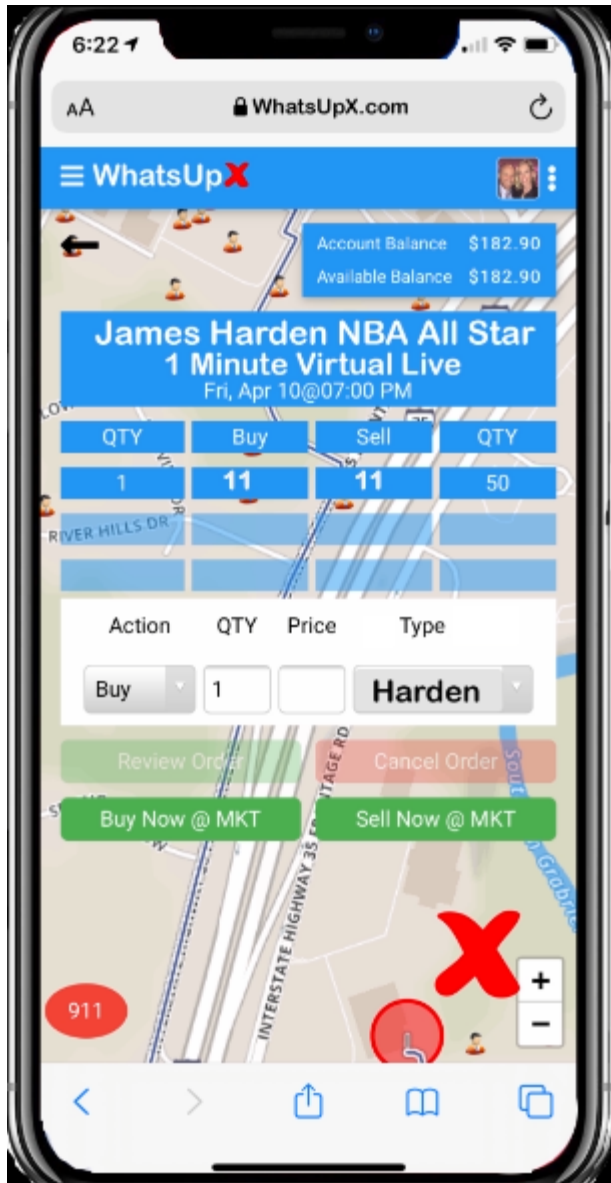 6:22
AA WhatsUpX.com
WhatsUpX
Account Balance $182.90
Available Balance $182.90
James Harden NBA All Star
1 Minute Virtual Live
Fri, Apr 10@07:00 PM
QTY Buy Sell QTY
1 11 11 50
RIVER HILLS DR
Action QTY Price Type
Buy 1 Harden
Review Order Cancel Order
Buy Now @ MKT Sell Now @ MKT
INTERSTATE HIGHWAY 35
X
911
+
−